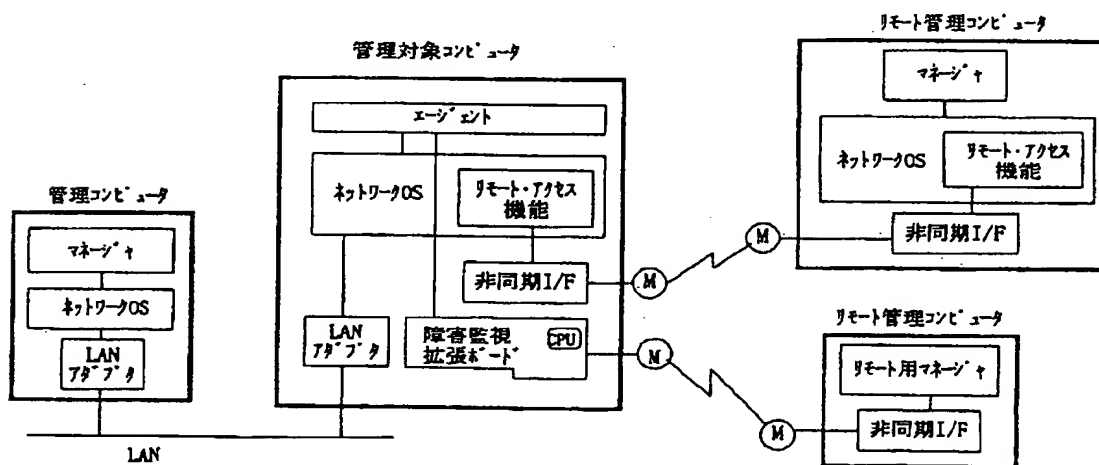 管理コンピュータ
マネージャ
ネットワークOS
LAN
アダプタ
LAN
管理対象コンピュータ
エージェント
ネットワークOS
リモート・アクセス
機能
非同期I/F
LAN
アダプタ
障害監視
拡張ボード
CPU
M
M
リモート管理コンピュータ
マネージャ
ネットワークOS
リモート・アクセス
機能
非同期I/F
M
リモート管理コンピュータ
リモート用マネージャ
非同期I/F
M